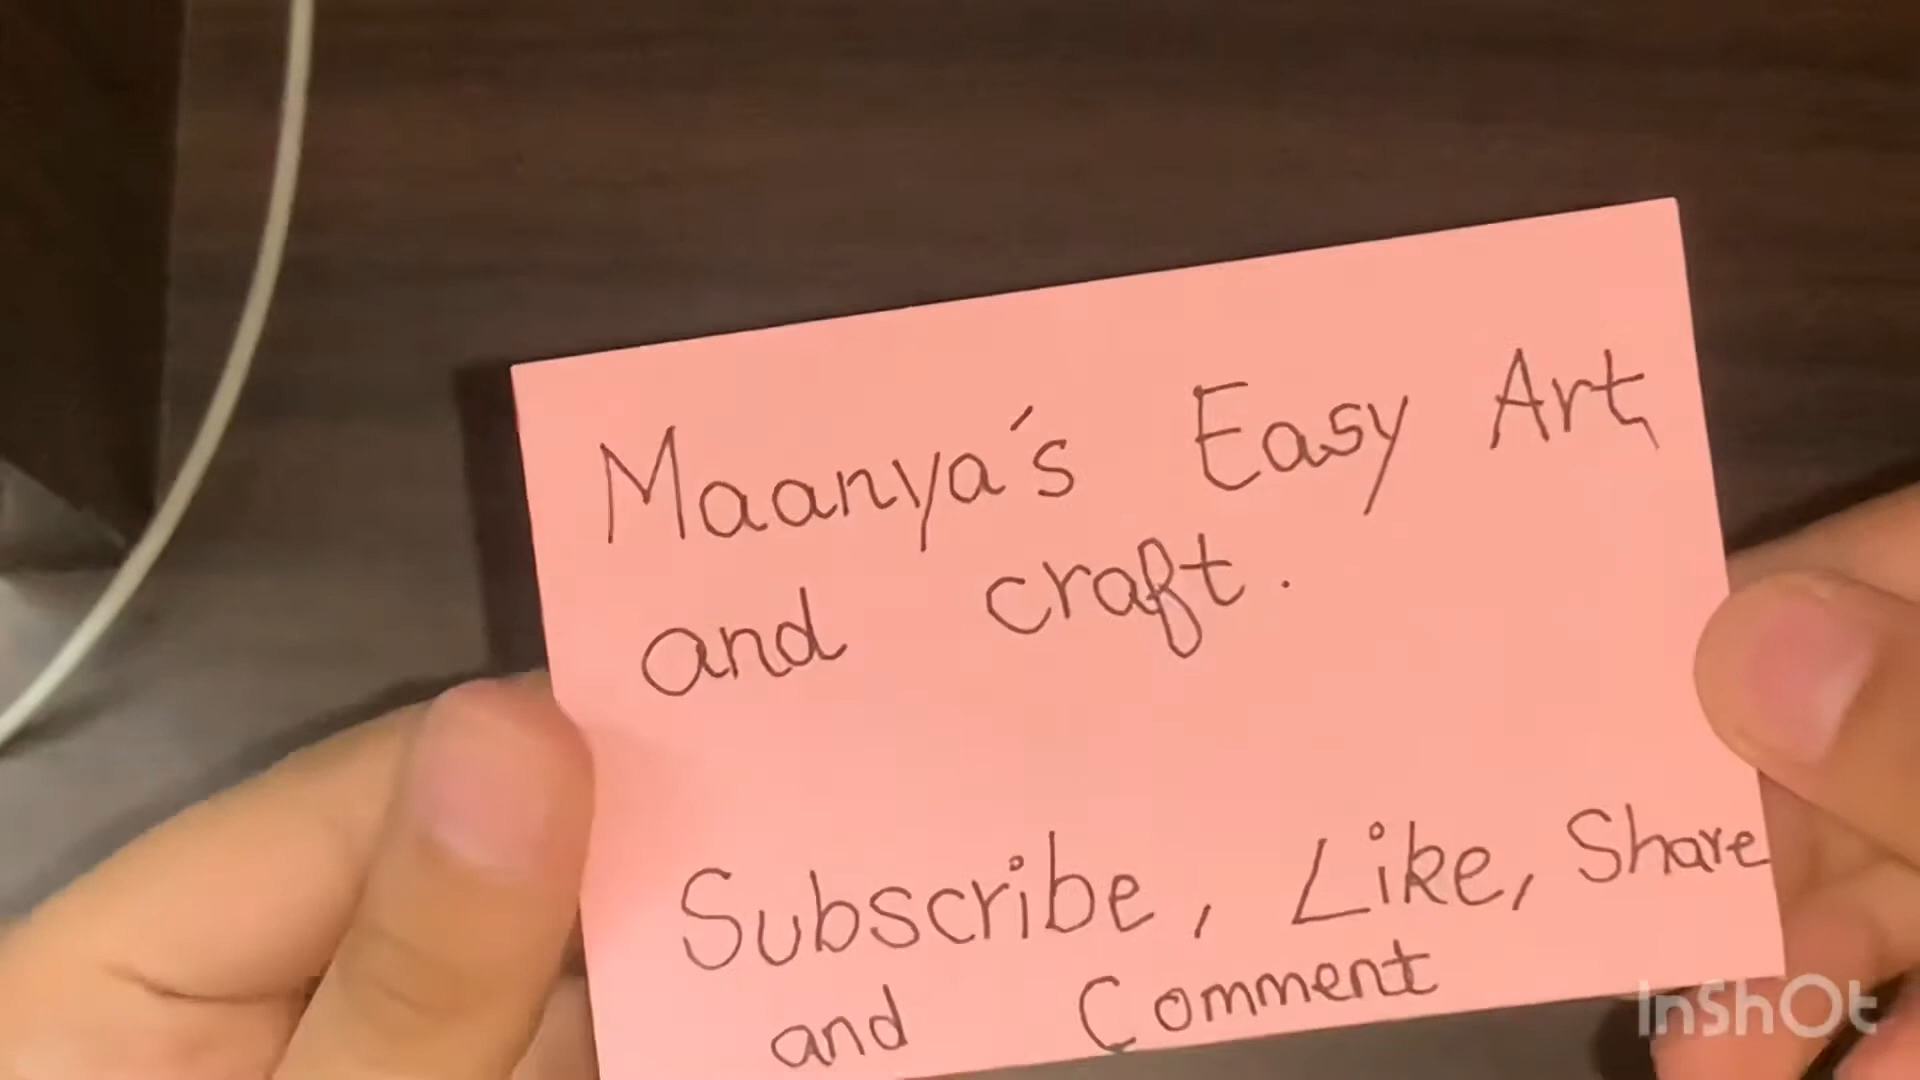 Maanya's Easy Art
and craft.
Subscribe, Like, Share
and Comment
InShOt